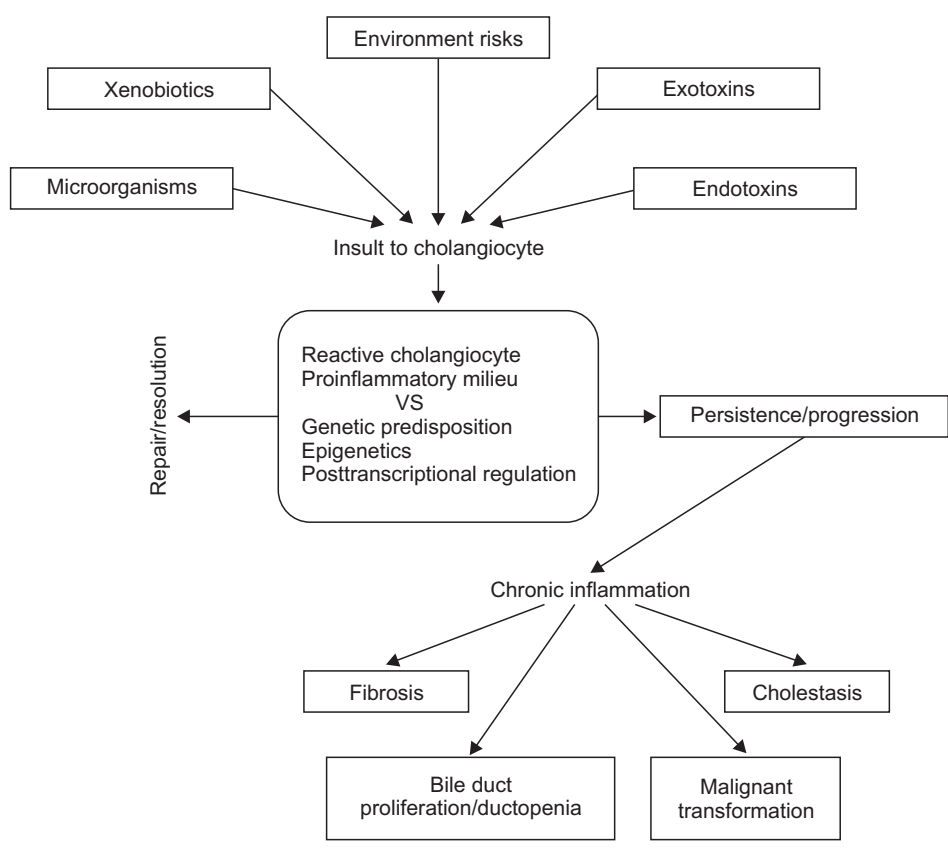 Environment risks
Xenobiotics
Exotoxins
Microorganisms
Endotoxins
Insult to cholangiocyte
Repair/resolution
Reactive cholangiocyte
Proinflammatory milieu
VS
Genetic predisposition
Epigenetics
Posttranscriptional regulation
Persistence/progression
Chronic inflammation
Fibrosis
Cholestasis
Bile duct
proliferation/ductopenia
Malignant
transformation